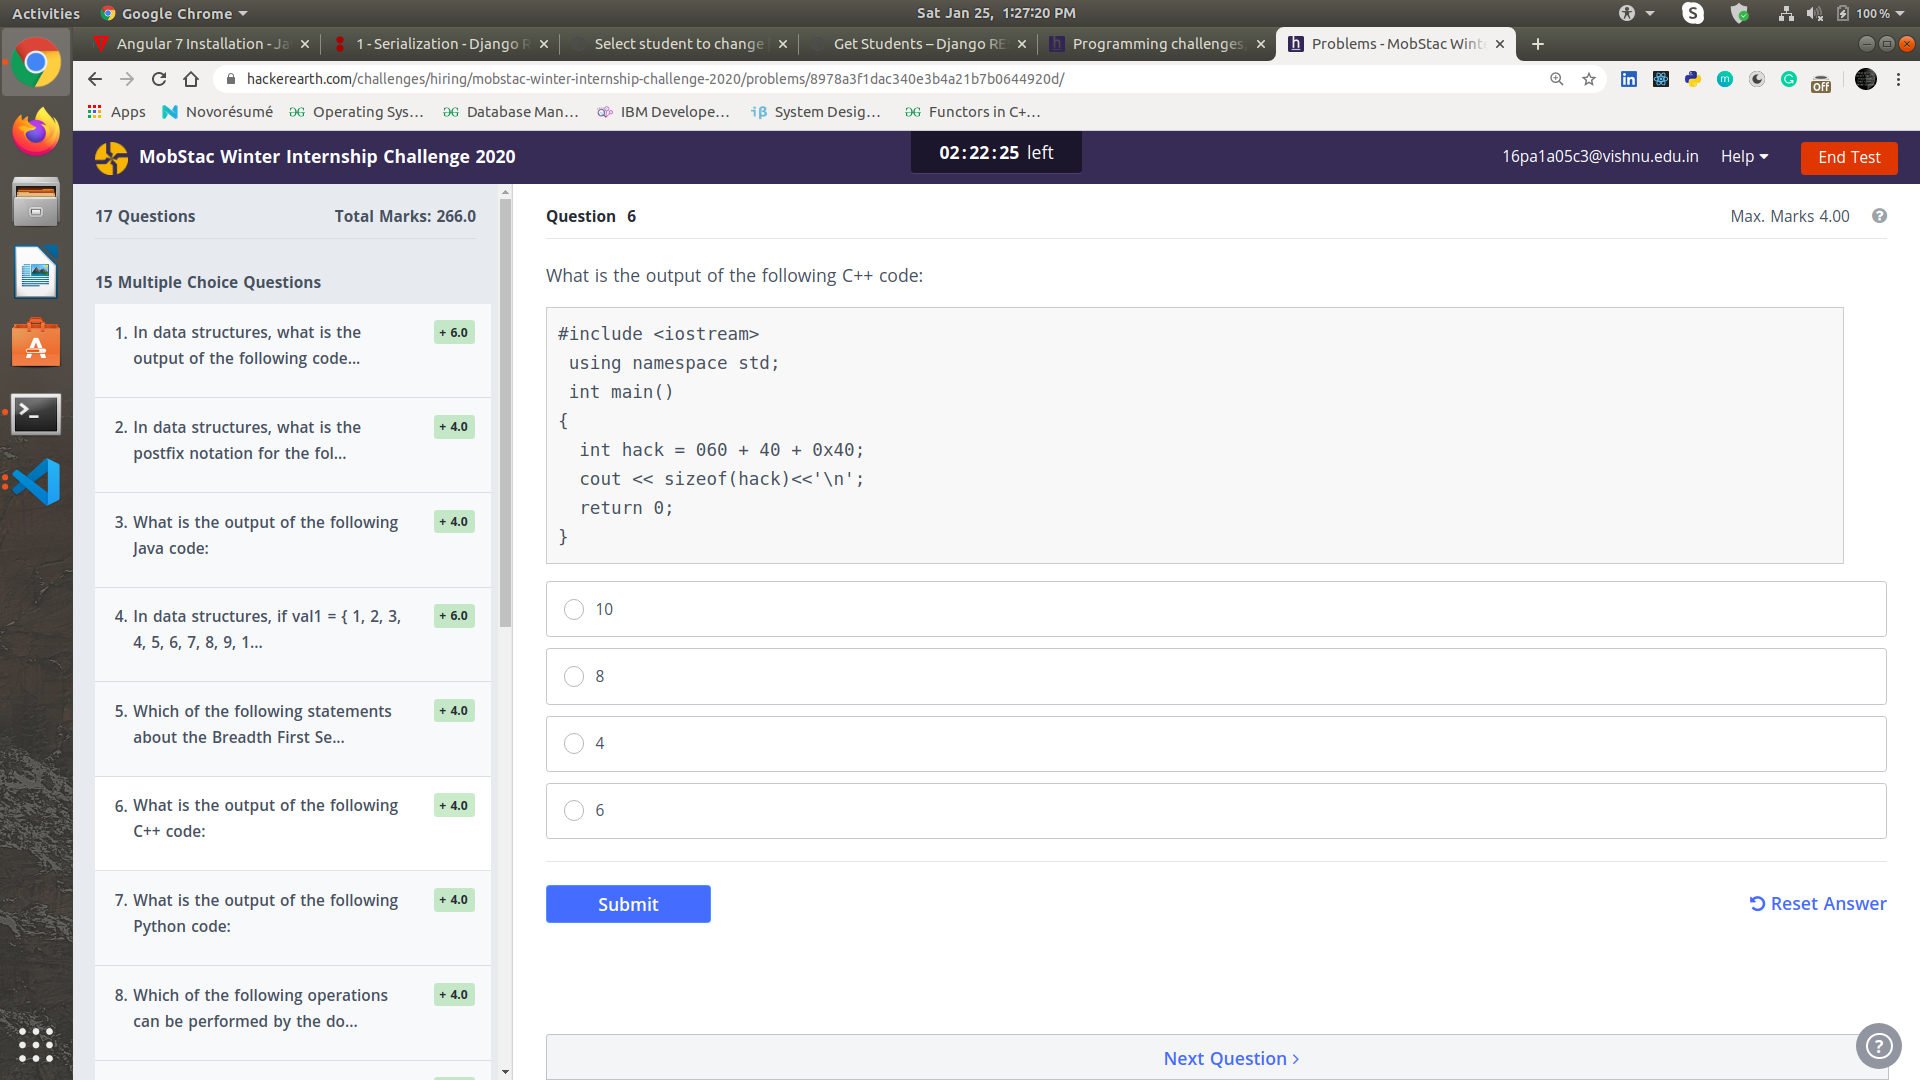 Activities
Google Chrome
Sat Jan 25, 1:27:20 PM
100 %
Angular 7 Installation - Ja
1 - Serialization - Django R
Select student to change
Get Students – Django RE
Programming challenges,
Problems - MobStac Wint
hackerearth.com/challenges/hiring/mobstac-winter-internship-challenge-2020/problems/8978a3f1dac340e3b4a21b7b0644920d/
Off
Apps
Novorésumé
Operating Sys...
Database Man...
IBM Develope...
System Desig...
Functors in C+...
MobStac Winter Internship Challenge 2020
02:22:25 left
16pa1a05c3@vishnu.edu.in
Help
End Test
17 Questions
Total Marks: 266.0
15 Multiple Choice Questions
1. In data structures, what is the
output of the following code...
+ 6.0
2. In data structures, what is the
postfix notation for the fol...
+ 4.0
3. What is the output of the following
Java code:
+ 4.0
4. In data structures, if val1 = { 1, 2, 3,
4, 5, 6, 7, 8, 9, 1...
+ 6.0
5. Which of the following statements
about the Breadth First Se...
+ 4.0
6. What is the output of the following
C++ code:
+ 4.0
7. What is the output of the following
Python code:
+ 4.0
8. Which of the following operations
can be performed by the do...
+ 4.0
Question 6
Max. Marks 4.00
What is the output of the following C++ code:
#include <iostream>
using namespace std;
int main()
{
int hack = 060 + 40 + 0x40;
cout << sizeof(hack)<<'\n';
return 0;
}
10
8
4
6
Submit
Reset Answer
Next Question >